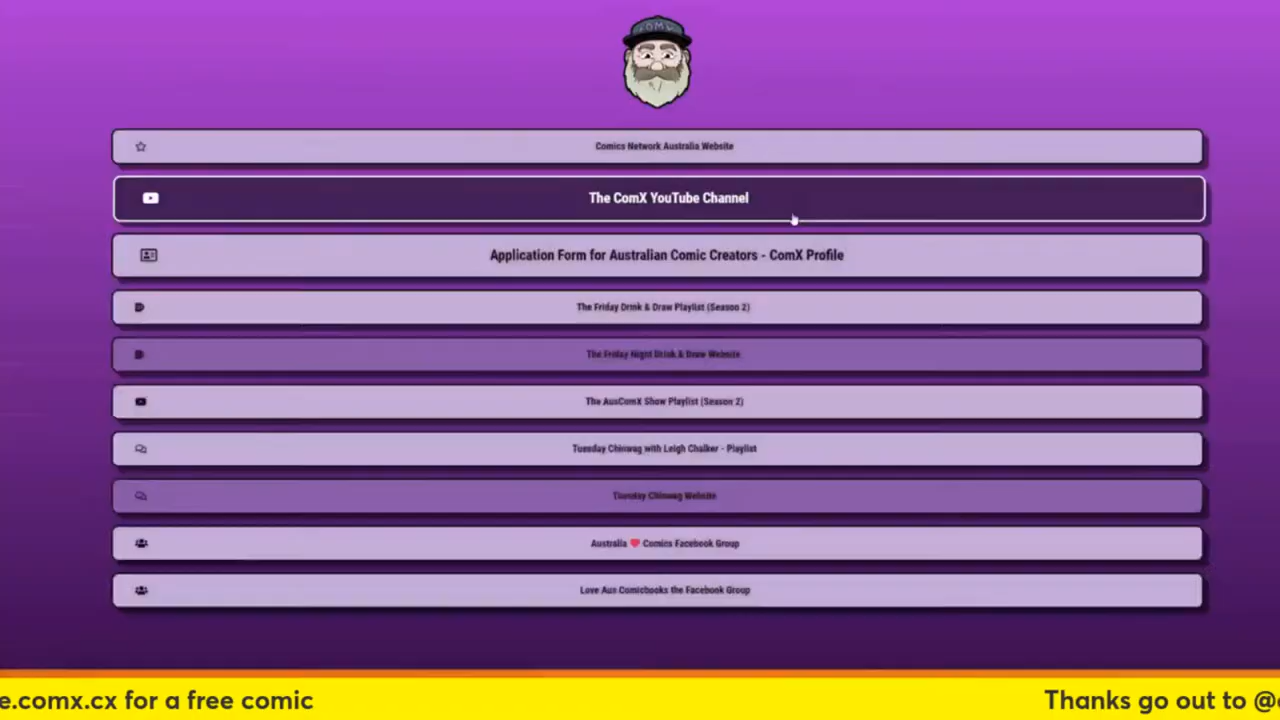 COMX
Comics Network Australia Website
The ComX YouTube Channel
Application Form for Australian Comic Creators - ComX Profile
The Friday Drink & Draw Playlist (Season 2)
The Friday Night Drink & Draw Website
The AusComX Show Playlist (Season 2)
Tuesday Chinwag with Leigh Chalker - Playlist
Tuesday Chinwag Website
Australia ❤️ Comics Facebook Group
Love Aus Comicbooks the Facebook Group
e.comx.cx for a free comic
Thanks go out to @